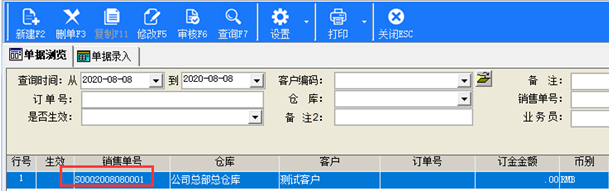 新建F2 删单F3 复制F11 修改F5 审核F6 查询F7 设置 打印 关闭ESC
单据浏览 单据录入
查询时间: 从 2020-08-08 到 2020-08-08 客户编码: 备 注:
订单号: 仓 库: 销售单号:
是否生效: 备 注2: 业务员:
行号 生效 销售单号 仓库 客户 订单号 订金金额 币别
1 S0002008080001 公司总部总仓库 测试客户 .00 RMB